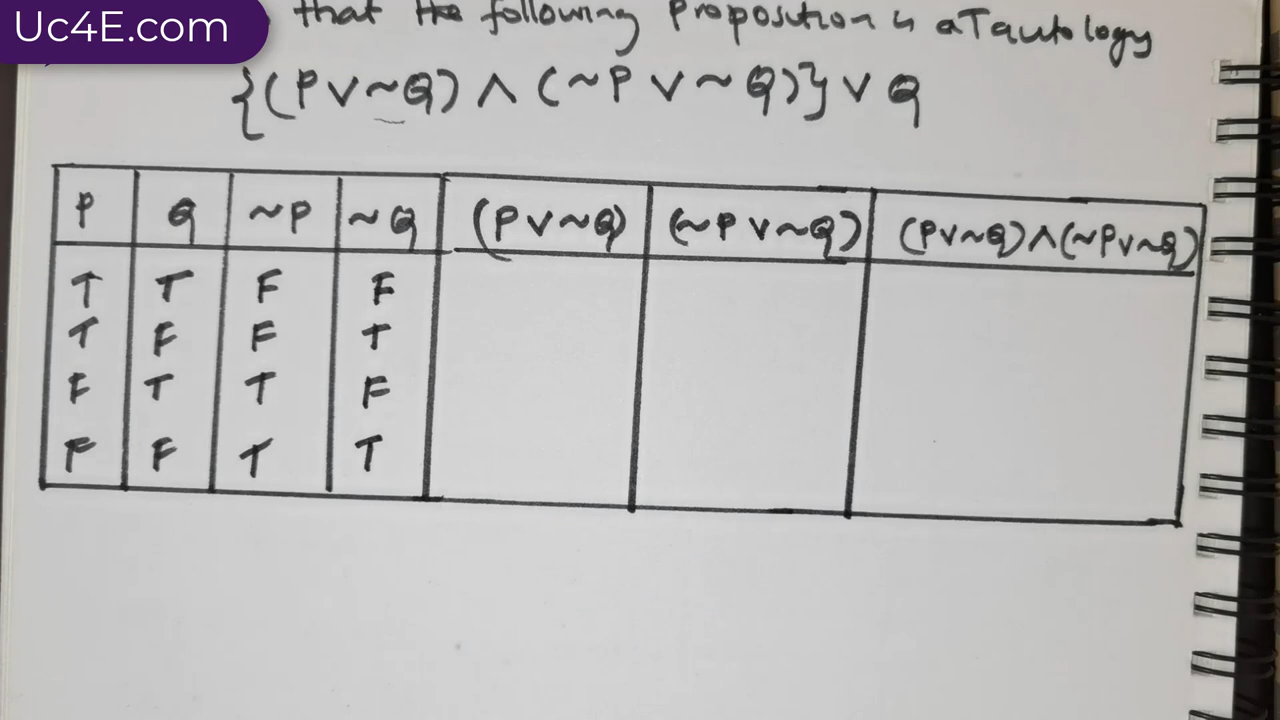 Uc4E.com
that the following Proposition is a Tautology
{(P ∨ ~Q) ∧ (~P ∨ ~Q)} ∨ Q
P Q ~P ~Q (P ∨ ~Q) (~P ∨ ~Q) (P∨~Q)∧(~P∨~Q)
T T F F
T F F T
F T T F
F F T T